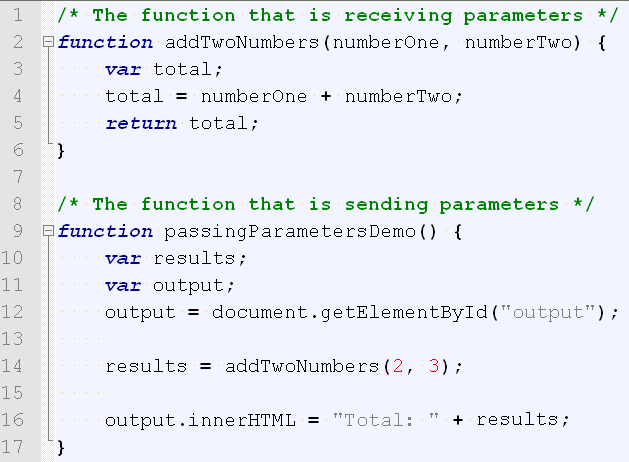 1 /* The function that is receiving parameters */
2 function addTwoNumbers(numberOne, numberTwo) {
3     var total;
4     total = numberOne + numberTwo;
5     return total;
6 }
7
8 /* The function that is sending parameters */
9 function passingParametersDemo() {
10     var results;
11     var output;
12     output = document.getElementById("output");
13
14     results = addTwoNumbers(2, 3);
15
16     output.innerHTML = "Total: " + results;
17 }